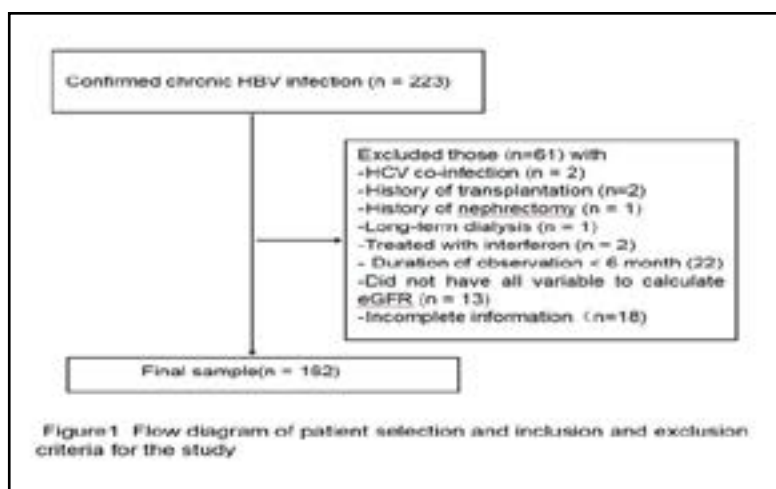 Confirmed chronic HBV infection (n = 223)
Excluded those (n=61) with
-HCV co-infection (n = 2)
-History of transplantation (n=2)
-History of nephrectomy (n = 1)
-Long-term dialysis (n = 1)
-Treated with interferon (n = 2)
- Duration of observation < 6 month (22)
-Did not have all variable to calculate
eGFR (n = 13)
-Incomplete information (n=18)
Final sample(n = 162)
Figure1 Flow diagram of patient selection and inclusion and exclusion
criteria for the study